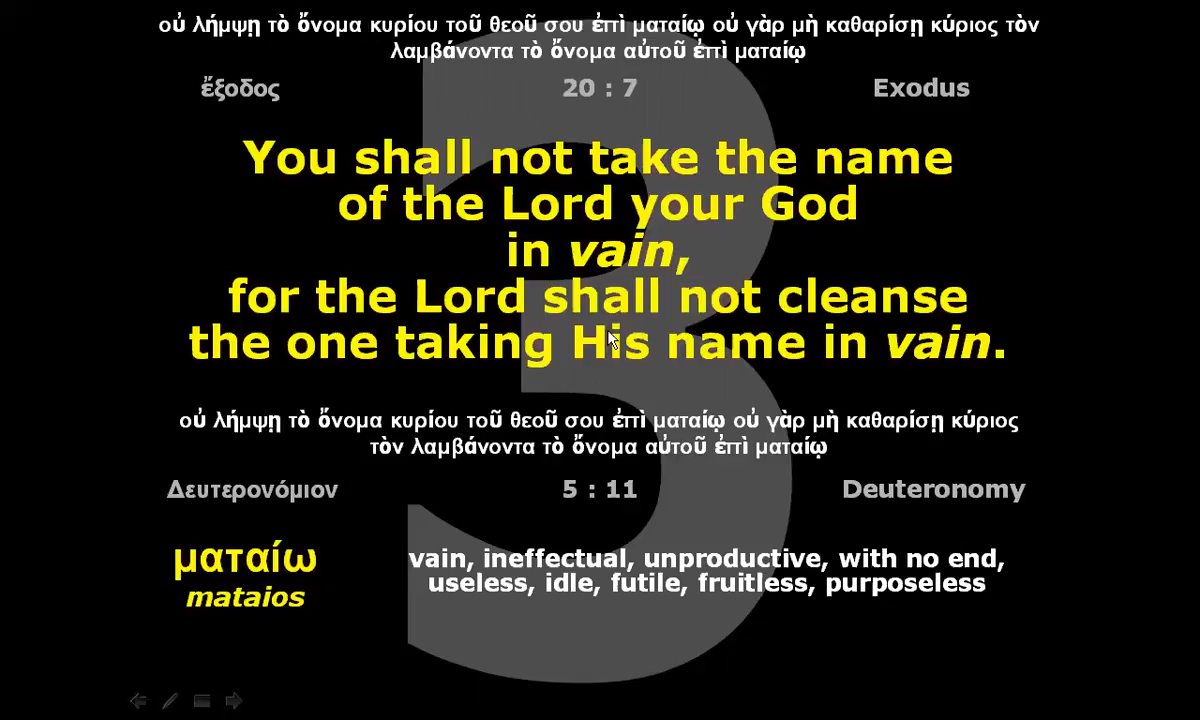 οὐ λήμψῃ τὸ ὄνομα κυρίου τοῦ θεοῦ σου ἐπὶ ματαίῳ οὐ γὰρ μὴ καθαρίσῃ κύριος τὸν
λαμβάνοντα τὸ ὄνομα αὐτοῦ ἐπὶ ματαίῳ
ἔξοδος 20 : 7 Exodus
3
You shall not take the name
of the Lord your God
in vain,
for the Lord shall not cleanse
the one taking His name in vain.
οὐ λήμψῃ τὸ ὄνομα κυρίου τοῦ θεοῦ σου ἐπὶ ματαίῳ οὐ γὰρ μὴ καθαρίσῃ κύριος
τὸν λαμβάνοντα τὸ ὄνομα αὐτοῦ ἐπὶ ματαίῳ
Δευτερονόμιον 5 : 11 Deuteronomy
ματαίω vain, ineffectual, unproductive, with no end,
mataios useless, idle, futile, fruitless, purposeless